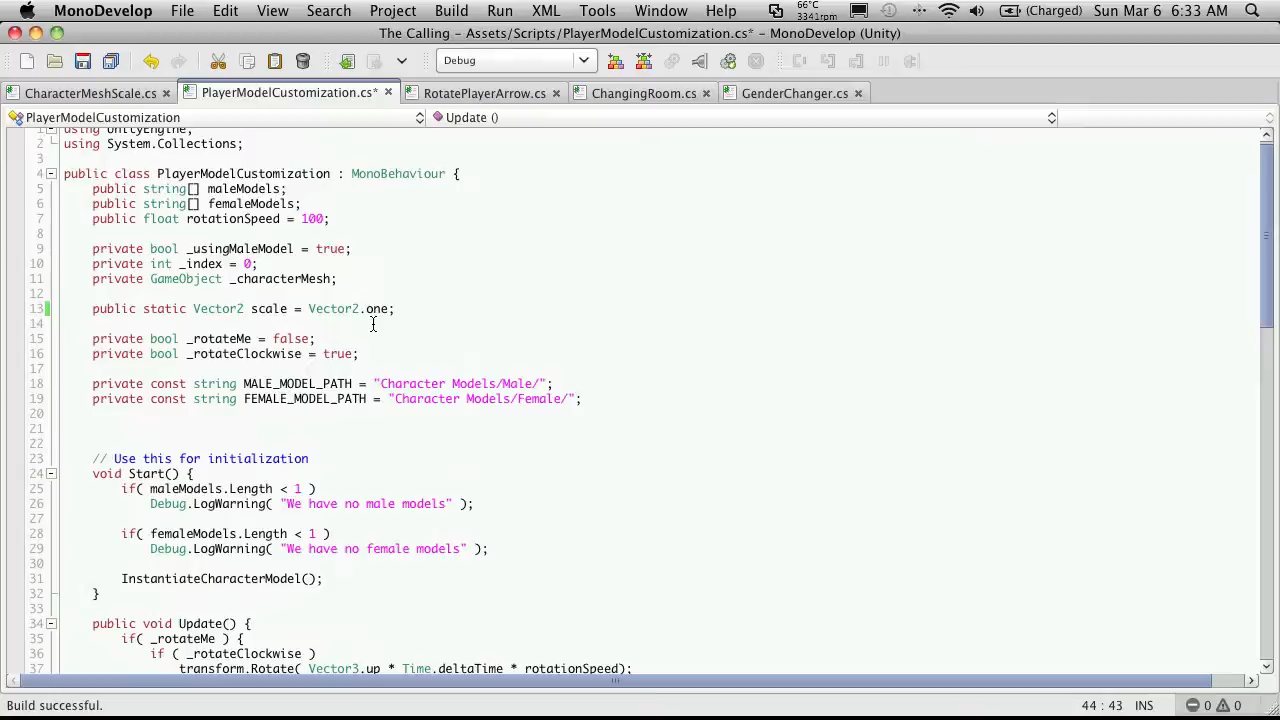 MonoDevelop File Edit View Search Project Build Run XML Tools Window Help 66°C 3341rpm (Charged) Sun Mar 6 6:33 AM
The Calling - Assets/Scripts/PlayerModelCustomization.cs* - MonoDevelop (Unity)
Debug
CharacterMeshScale.cs PlayerModelCustomization.cs* RotatePlayerArrow.cs ChangingRoom.cs GenderChanger.cs
PlayerModelCustomization Update ()
1 using UnityEngine;
2 using System.Collections;
3
4 public class PlayerModelCustomization : MonoBehaviour {
5 public string[] maleModels;
6 public string[] femaleModels;
7 public float rotationSpeed = 100;
8
9 private bool _usingMaleModel = true;
10 private int _index = 0;
11 private GameObject _characterMesh;
12
13 public static Vector2 scale = Vector2.one;
14
15 private bool _rotateMe = false;
16 private bool _rotateClockwise = true;
17
18 private const string MALE_MODEL_PATH = "Character Models/Male/";
19 private const string FEMALE_MODEL_PATH = "Character Models/Female/";
20
21
22
23 // Use this for initialization
24 void Start() {
25 if( maleModels.Length < 1 )
26 Debug.LogWarning( "We have no male models" );
27
28 if( femaleModels.Length < 1 )
29 Debug.LogWarning( "We have no female models" );
30
31 InstantiateCharacterModel();
32 }
33
34 public void Update() {
35 if( _rotateMe ) {
36 if ( _rotateClockwise )
37 transform.Rotate( Vector3.up * Time.deltaTime * rotationSpeed);
Build successful. 44 : 43 INS 0 0